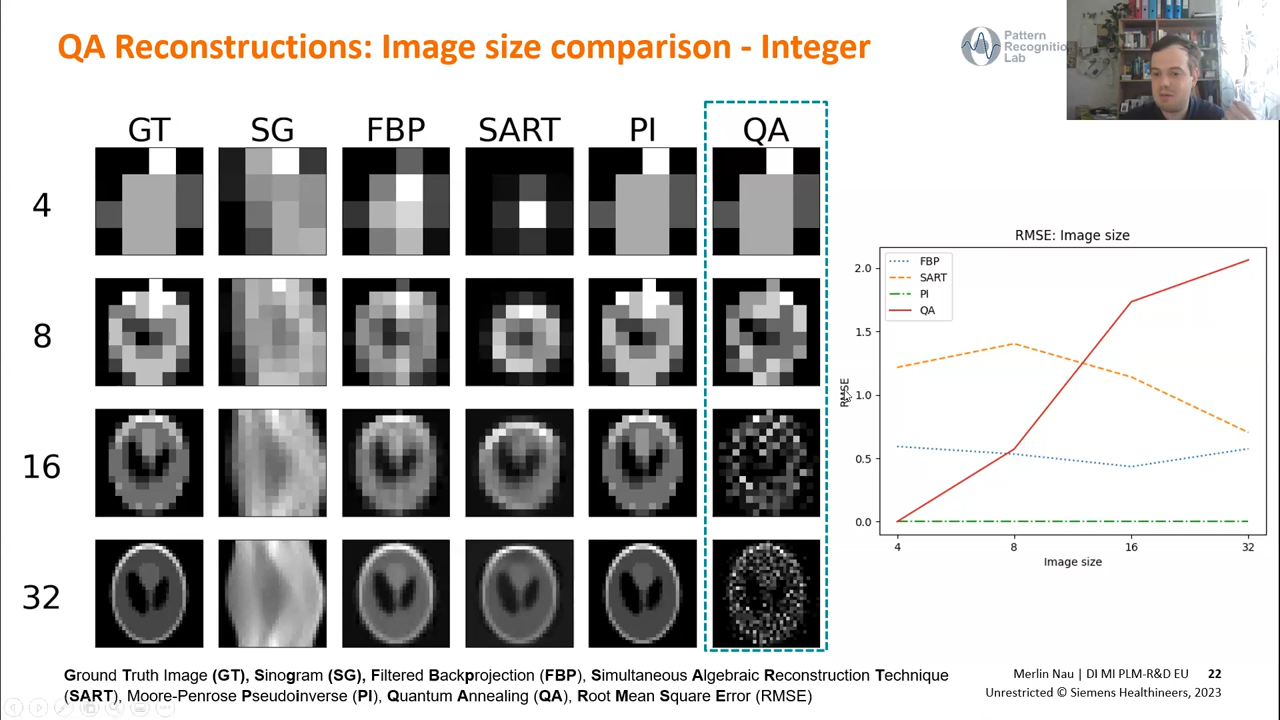 QA Reconstructions: Image size comparison - Integer
Pattern
Recognitio
Lab
GT SG FBP SART PI QA
4
8
16
32
RMSE: Image size
FBP
SART
PI
QA
2.0
1.5
1.0
0.5
0.0
RMSE
4 8 16 32
Image size
Ground Truth Image (GT), Sinogram (SG), Filtered Backprojection (FBP), Simultaneous Algebraic Reconstruction Technique
(SART), Moore-Penrose Pseudoinverse (PI), Quantum Annealing (QA), Root Mean Square Error (RMSE)
Merlin Nau | DI MI PLM-R&D EU 22
Unrestricted © Siemens Healthineers, 2023